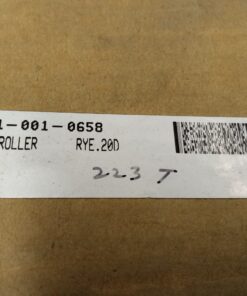 1-001-0658
ROLLER RYE.20D
223 T